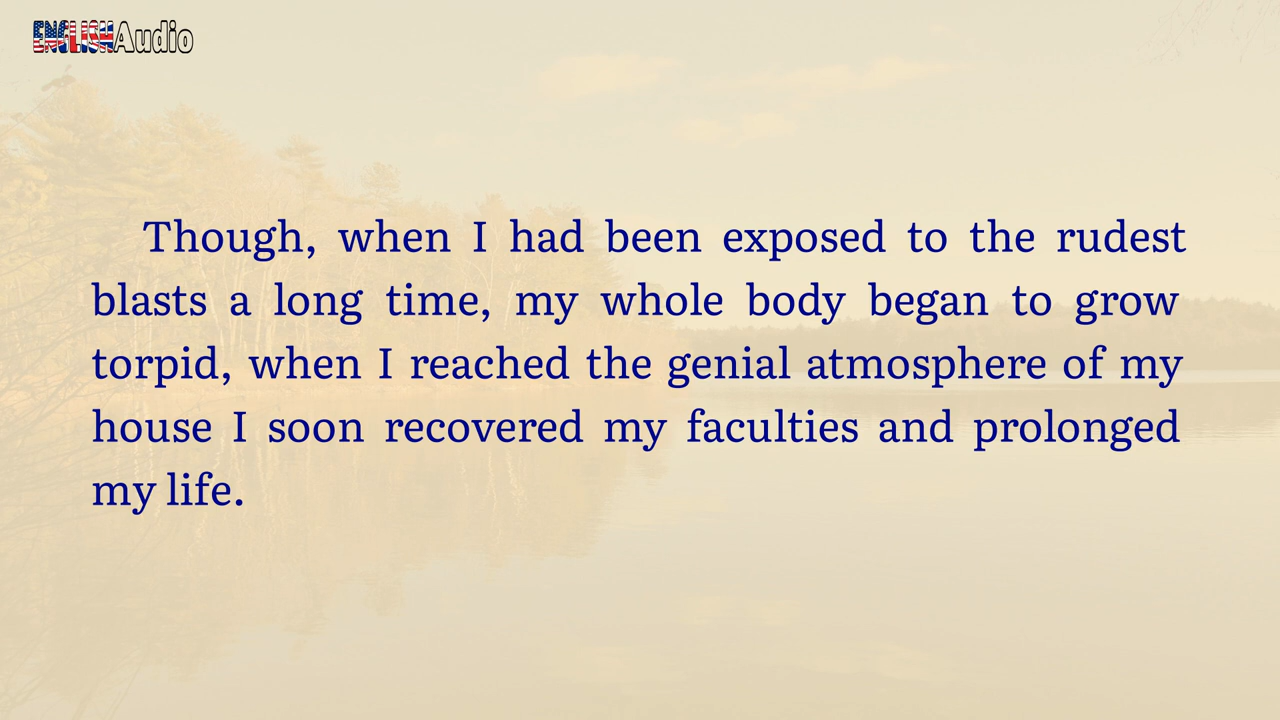 ENGLISHAudio
Though, when I had been exposed to the rudest
blasts a long time, my whole body began to grow
torpid, when I reached the genial atmosphere of my
house I soon recovered my faculties and prolonged
my life.